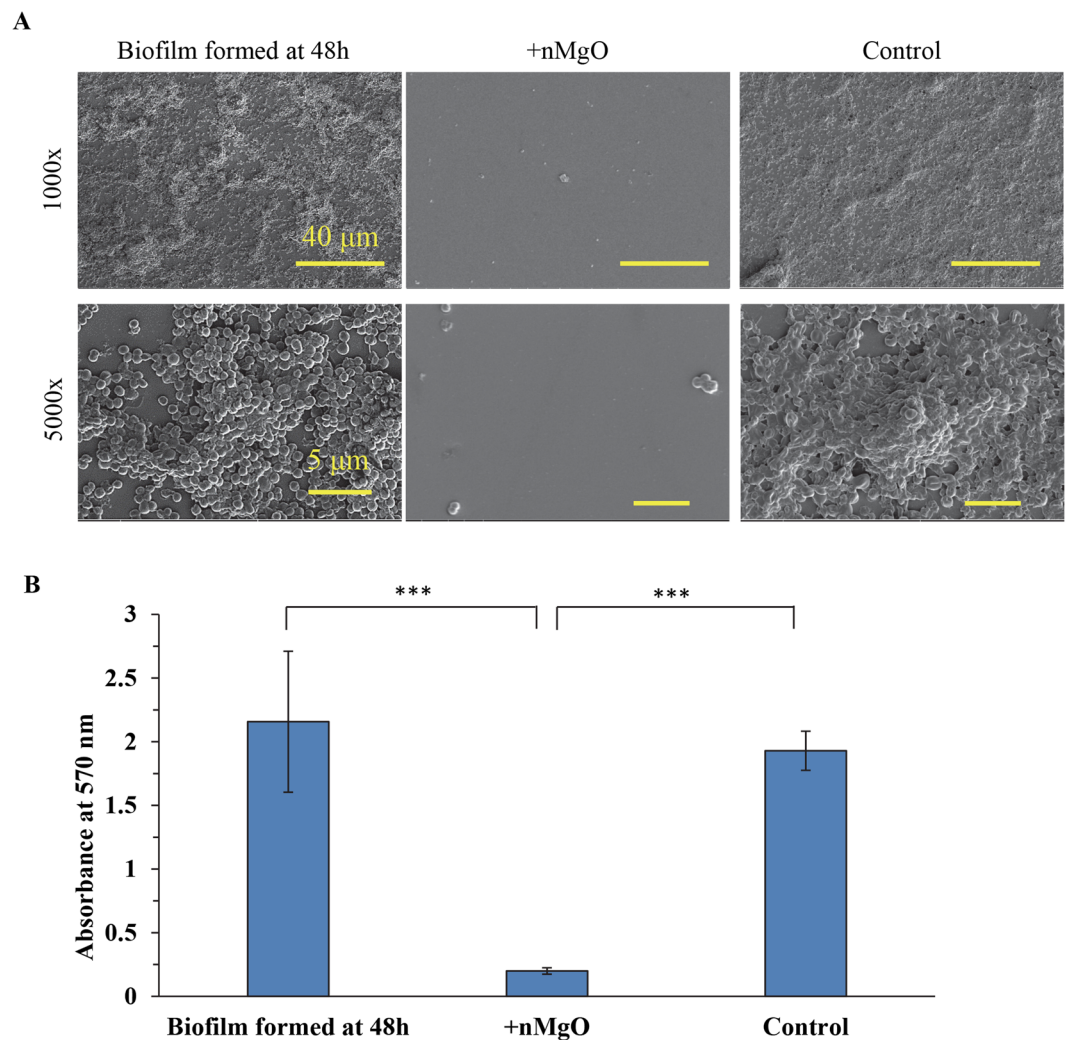 A
Biofilm formed at 48h
+nMgO
Control
1000x
40 μm
5000x
5 μm
B
***
***
3
2.5
2
1.5
1
0.5
0
Absorbance at 570 nm
Biofilm formed at 48h
+nMgO
Control